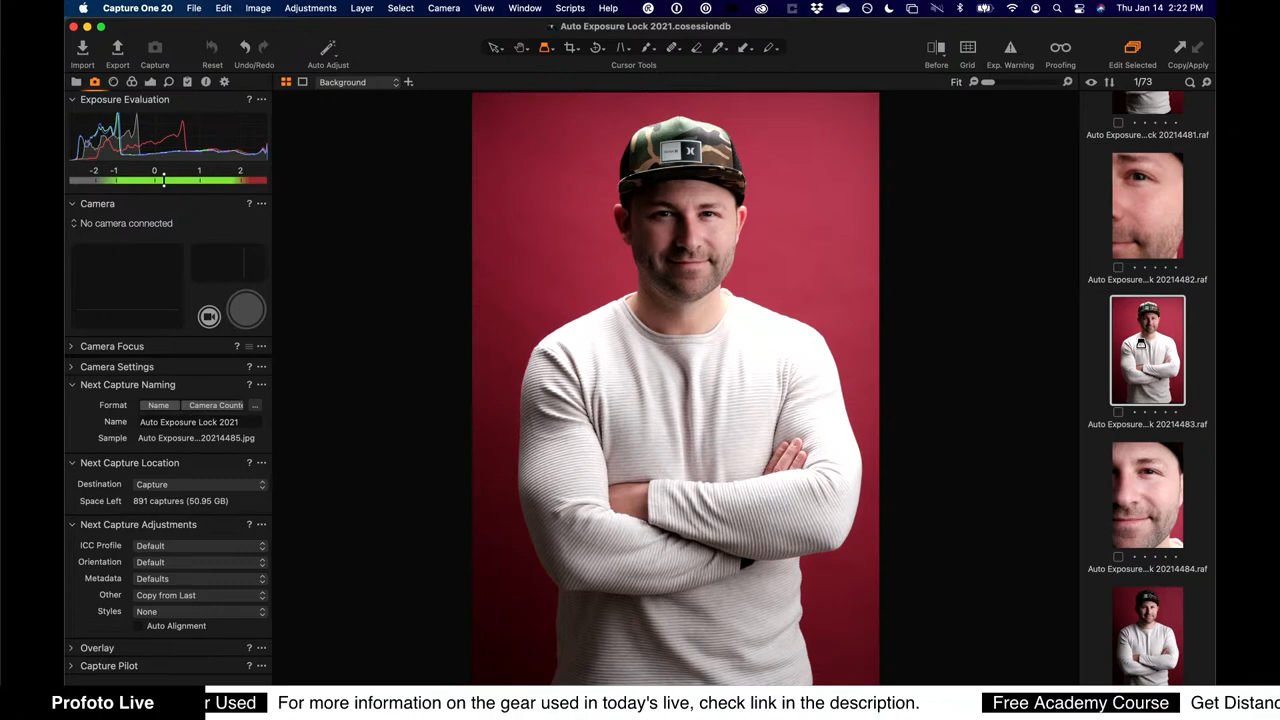 Capture One 20 File Edit Image Adjustments Layer Select Camera View Window Scripts Help Thu Jan 14 2:22 PM
Auto Exposure Lock 2021.cosessiondb
Import Export Capture Reset Undo/Redo Auto Adjust Cursor Tools Before Grid Exp. Warning Proofing Edit Selected Copy/Apply
Background Fit 1/73
Exposure Evaluation ?
-2 -1 0 1 2
Camera ?
No camera connected
Camera Focus ?
Camera Settings ?
Next Capture Naming ?
Format Name Camera Counte ...
Name Auto Exposure Lock 2021
Sample Auto Exposure...20214485.jpg
Next Capture Location ?
Destination Capture
Space Left 891 captures (50.95 GB)
Next Capture Adjustments ?
ICC Profile Default
Orientation Default
Metadata Defaults
Other Copy from Last
Styles None
Auto Alignment
Overlay ?
Capture Pilot ?
Auto Exposure...ck 20214481.raf
Auto Exposure...k 20214482.raf
Auto Exposure...k 20214483.raf
Auto Exposure...k 20214484.raf
Profoto Live r Used For more information on the gear used in today's live, check link in the description. Free Academy Course Get Distanc